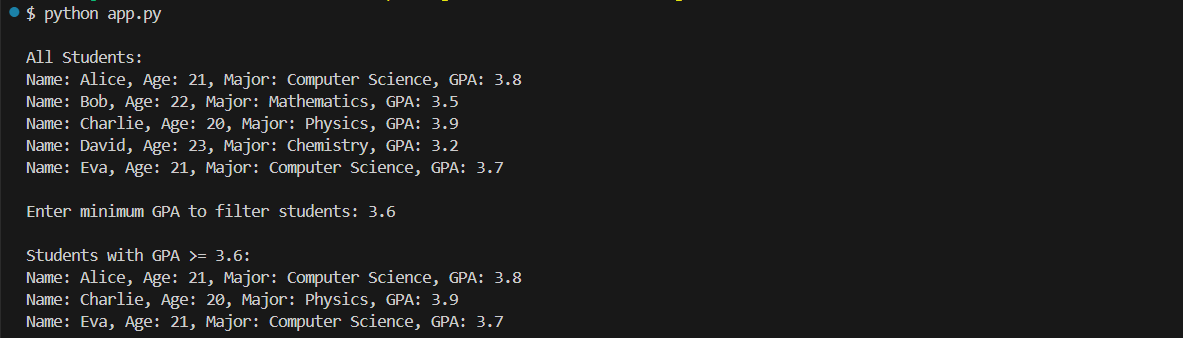 $ python app.py
All Students:
Name: Alice, Age: 21, Major: Computer Science, GPA: 3.8
Name: Bob, Age: 22, Major: Mathematics, GPA: 3.5
Name: Charlie, Age: 20, Major: Physics, GPA: 3.9
Name: David, Age: 23, Major: Chemistry, GPA: 3.2
Name: Eva, Age: 21, Major: Computer Science, GPA: 3.7
Enter minimum GPA to filter students: 3.6
Students with GPA >= 3.6:
Name: Alice, Age: 21, Major: Computer Science, GPA: 3.8
Name: Charlie, Age: 20, Major: Physics, GPA: 3.9
Name: Eva, Age: 21, Major: Computer Science, GPA: 3.7